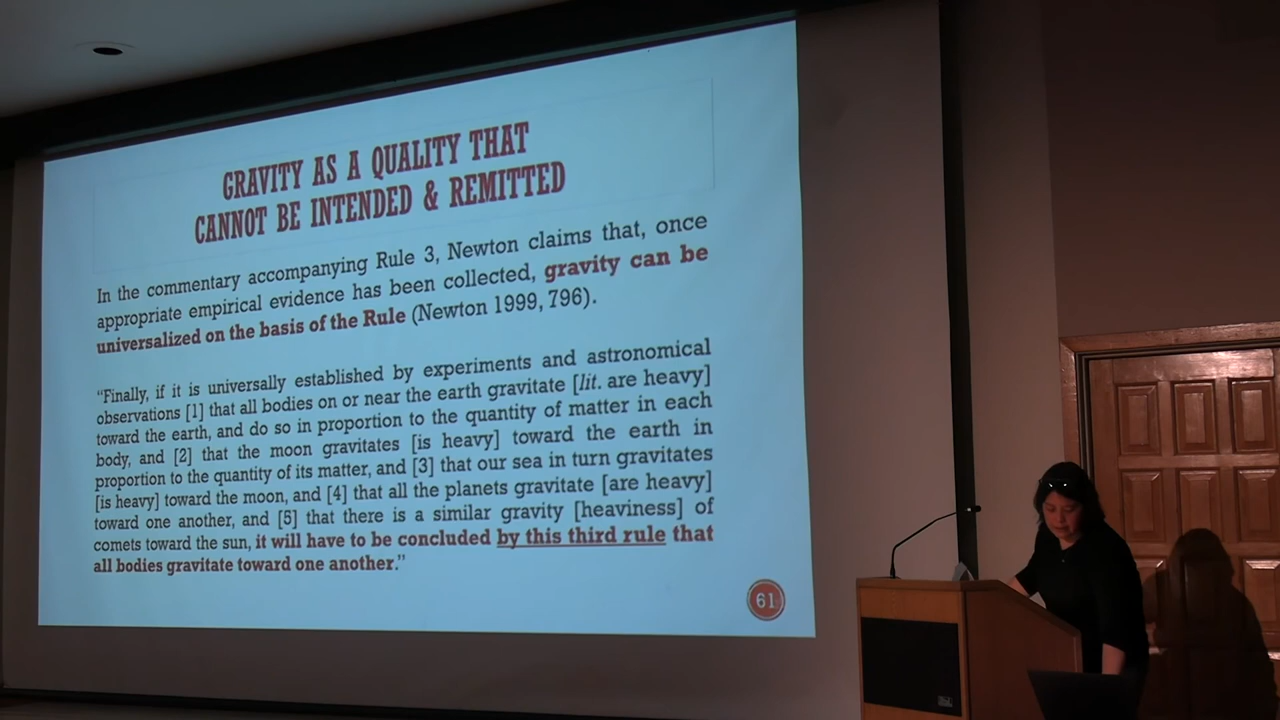 GRAVITY AS A QUALITY THAT
CANNOT BE INTENDED & REMITTED
In the commentary accompanying Rule 3, Newton claims that, once
appropriate empirical evidence has been collected, gravity can be
universalized on the basis of the Rule (Newton 1999, 796).
“Finally, if it is universally established by experiments and astronomical
observations [1] that all bodies on or near the earth gravitate [lit. are heavy]
toward the earth, and do so in proportion to the quantity of matter in each
body, and [2] that the moon gravitates [is heavy] toward the earth in
proportion to the quantity of its matter, and [3] that our sea in turn gravitates
[is heavy] toward the moon, and [4] that all the planets gravitate [are heavy]
toward one another, and [5] that there is a similar gravity [heaviness] of
comets toward the sun, it will have to be concluded by this third rule that
all bodies gravitate toward one another.”
61